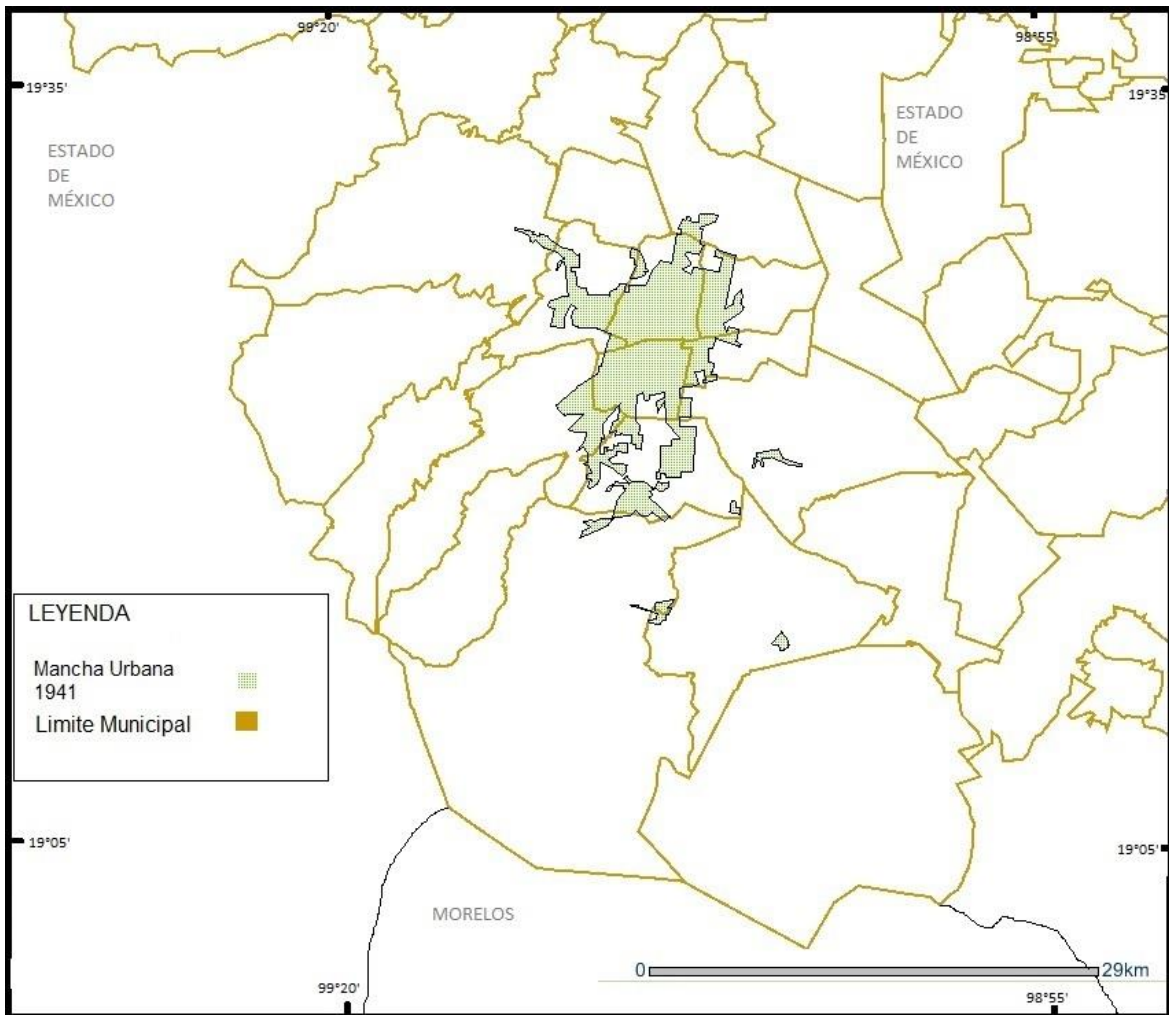 99°20'
98°55'
19°35'
19°35'
ESTADO
DE
MÉXICO
ESTADO
DE
MÉXICO
LEYENDA
Mancha Urbana
1941
Limite Municipal
19°05'
19°05'
MORELOS
0 29km
99°20'
98°55'